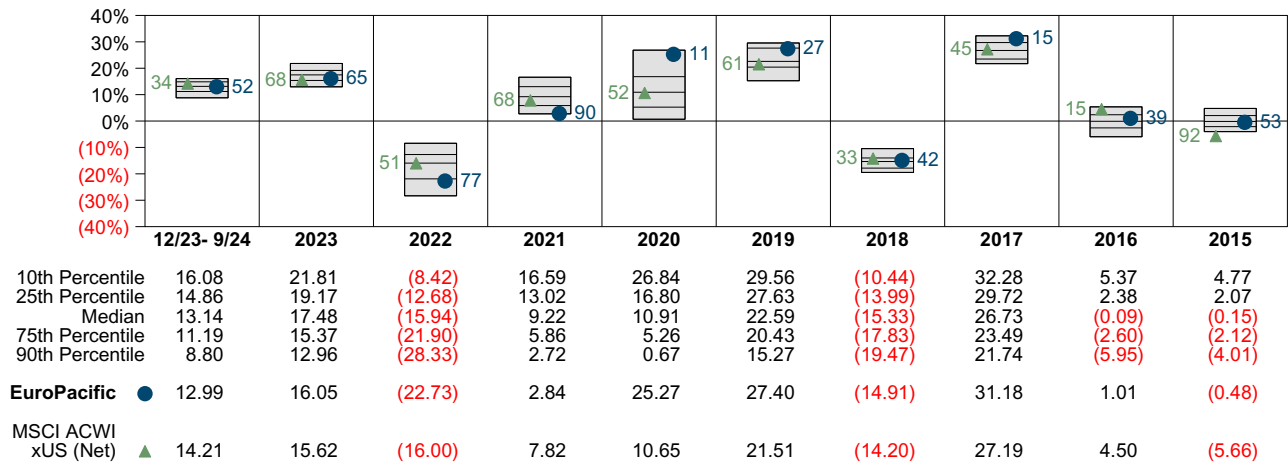 40%
30%
20%
10%
0%
(10%)
(20%)
(30%)
(40%)
34 52
68 65
51 77
68 90
52 11
61 27
33 42
45 15
15 39
92 53
12/23- 9/24 2023 2022 2021 2020 2019 2018 2017 2016 2015
10th Percentile 16.08 21.81 (8.42) 16.59 26.84 29.56 (10.44) 32.28 5.37 4.77
25th Percentile 14.86 19.17 (12.68) 13.02 16.80 27.63 (13.99) 29.72 2.38 2.07
Median 13.14 17.48 (15.94) 9.22 10.91 22.59 (15.33) 26.73 (0.09) (0.15)
75th Percentile 11.19 15.37 (21.90) 5.86 5.26 20.43 (17.83) 23.49 (2.60) (2.12)
90th Percentile 8.80 12.96 (28.33) 2.72 0.67 15.27 (19.47) 21.74 (5.95) (4.01)
EuroPacific 12.99 16.05 (22.73) 2.84 25.27 27.40 (14.91) 31.18 1.01 (0.48)
MSCI ACWI
xUS (Net) 14.21 15.62 (16.00) 7.82 10.65 21.51 (14.20) 27.19 4.50 (5.66)